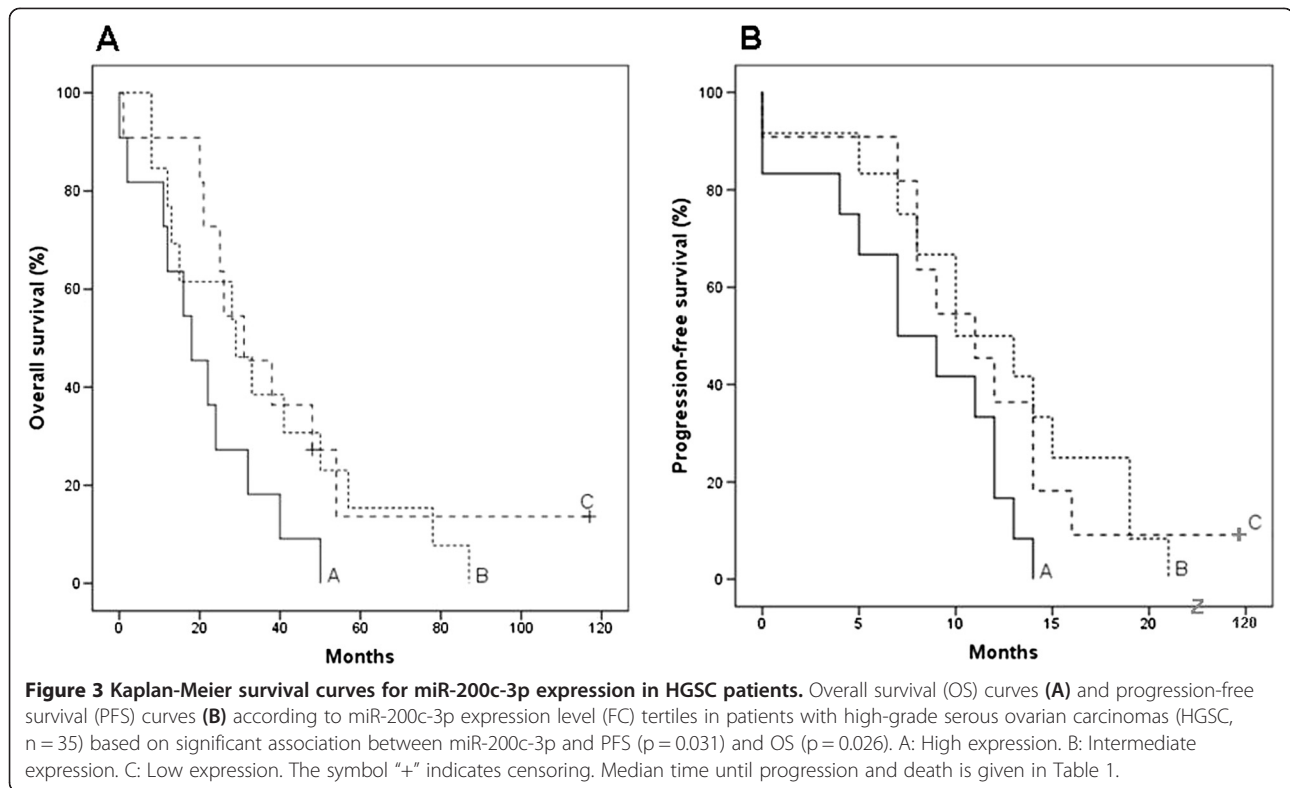 A
B
Overall survival (%)
100
80
60
40
20
0
A
B
C
0 20 40 60 80 100 120
Months
Progression-free survival (%)
100
80
60
40
20
0
A
B
C
0 5 10 15 20 120
Months
Figure 3 Kaplan-Meier survival curves for miR-200c-3p expression in HGSC patients. Overall survival (OS) curves (A) and progression-free
survival (PFS) curves (B) according to miR-200c-3p expression level (FC) tertiles in patients with high-grade serous ovarian carcinomas (HGSC,
n = 35) based on significant association between miR-200c-3p and PFS (p = 0.031) and OS (p = 0.026). A: High expression. B: Intermediate
expression. C: Low expression. The symbol “+” indicates censoring. Median time until progression and death is given in Table 1.